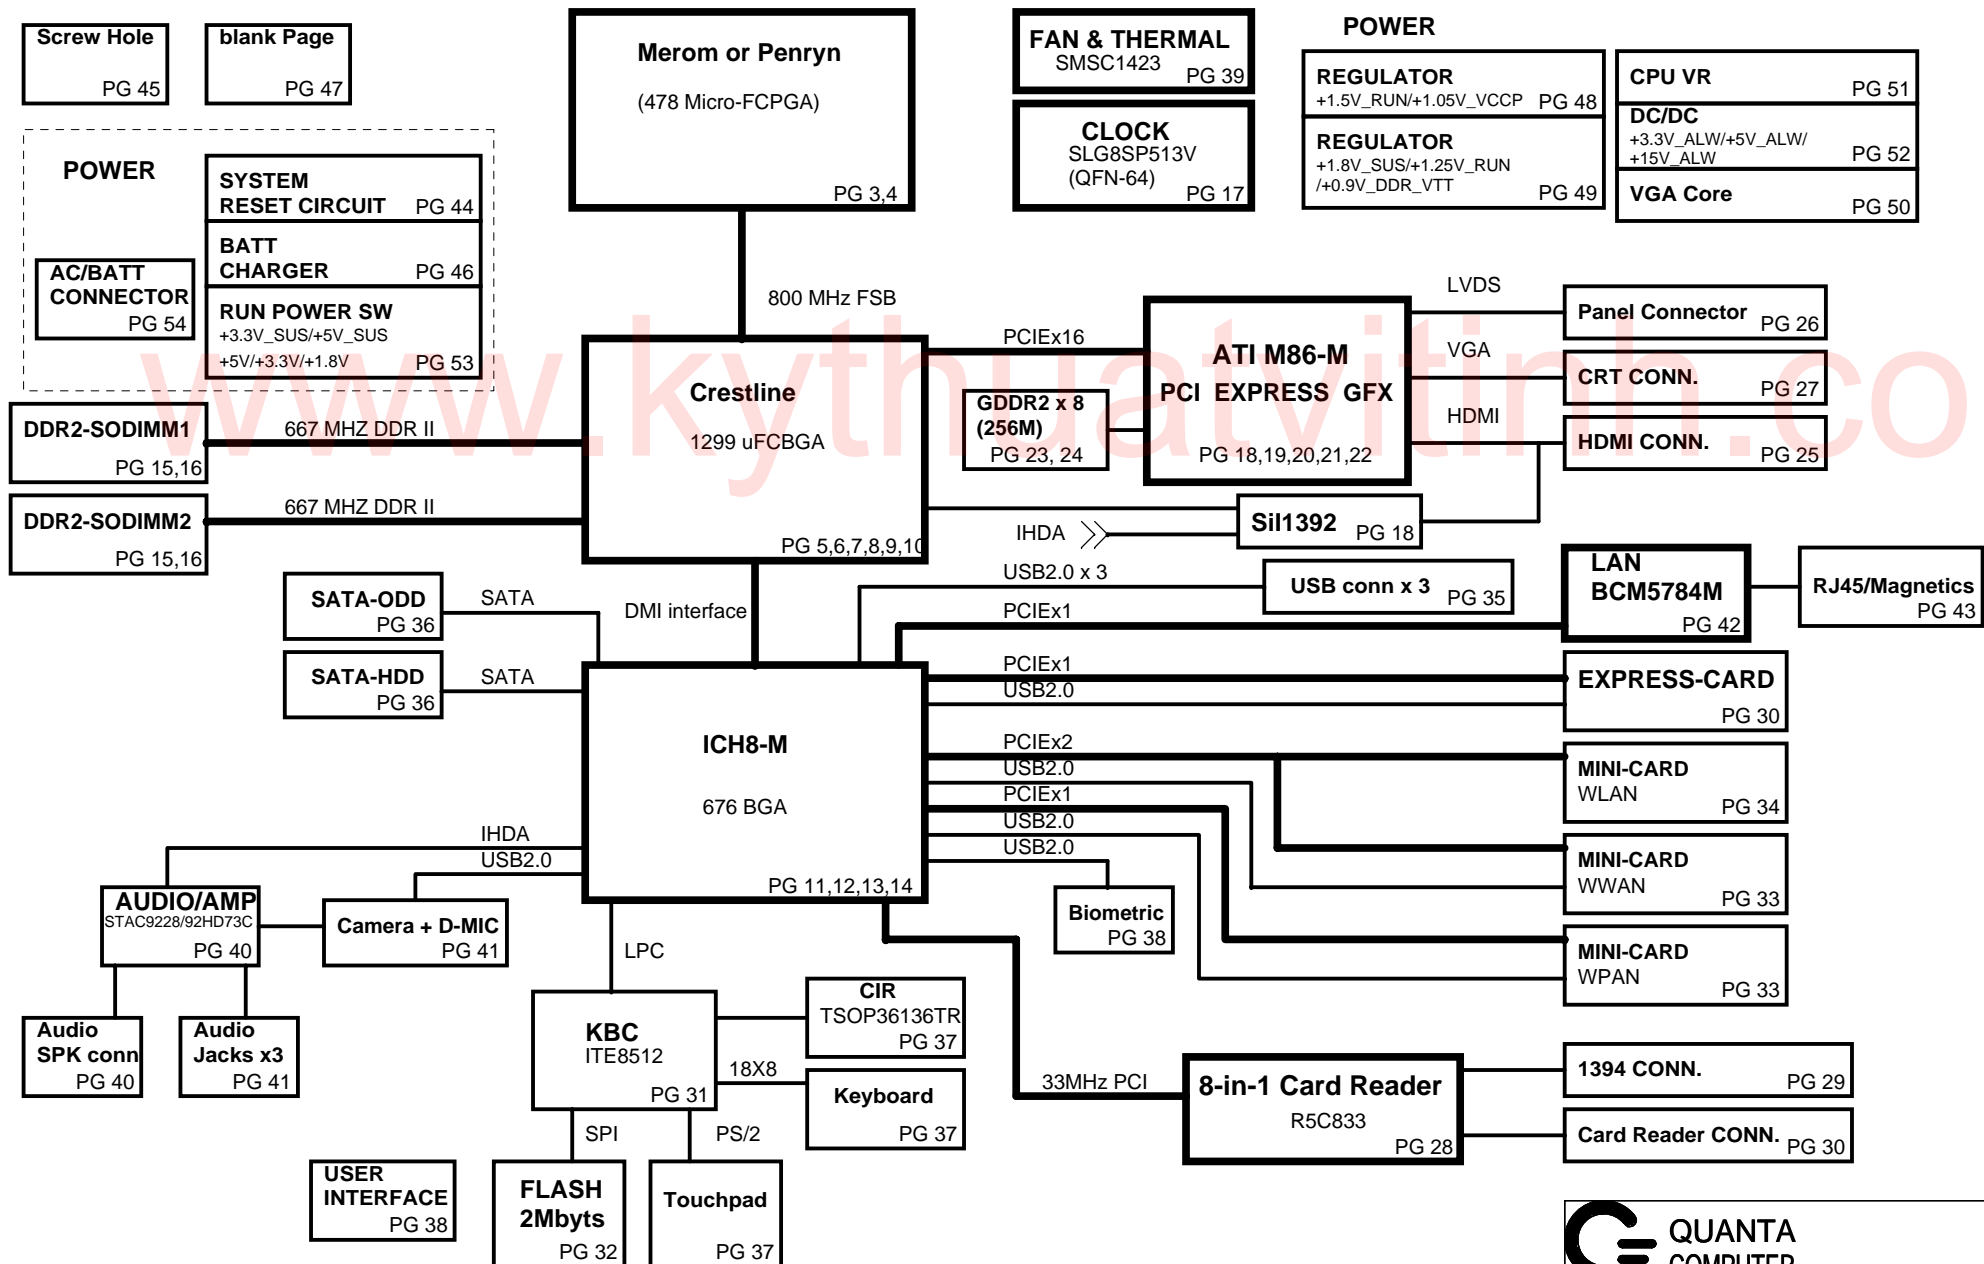 Screw Hole
PG 45
blank Page
PG 47
Merom or Penryn
(478 Micro-FCPGA)
PG 3,4
FAN & THERMAL
SMSC1423
PG 39
CLOCK
SLG8SP513V
(QFN-64)
PG 17
POWER
REGULATOR
+1.5V_RUN/+1.05V_VCCP PG 48
REGULATOR
+1.8V_SUS/+1.25V_RUN
/+0.9V_DDR_VTT
PG 49
CPU VR
PG 51
DC/DC
+3.3V_ALW/+5V_ALW/
+15V_ALW
PG 52
VGA Core
PG 50
POWER
SYSTEM
RESET CIRCUIT PG 44
BATT
CHARGER PG 46
AC/BATT
CONNECTOR
PG 54
RUN POWER SW
+3.3V_SUS/+5V_SUS
+5V/+3.3V/+1.8V PG 53
800 MHz FSB
www.kythuatvitinh.co
Crestline
1299 uFCBGA
PG 5,6,7,8,9,10
DDR2-SODIMM1
PG 15,16
667 MHZ DDR II
DDR2-SODIMM2
PG 15,16
667 MHZ DDR II
PCIEx16
ATI M86-M
PCI EXPRESS GFX
PG 18,19,20,21,22
GDDR2 x 8
(256M)
PG 23, 24
LVDS
Panel Connector PG 26
VGA
CRT CONN.
PG 27
HDMI
HDMI CONN.
PG 25
IHDA
SiI1392 PG 18
USB2.0 x 3
USB conn x 3 PG 35
PCIEx1
LAN
BCM5784M
PG 42
RJ45/Magnetics
PG 43
SATA-ODD
PG 36
SATA
DMI interface
SATA-HDD
PG 36
SATA
ICH8-M
676 BGA
PG 11,12,13,14
PCIEx1
USB2.0
EXPRESS-CARD
PG 30
PCIEx2
USB2.0
PCIEx1
USB2.0
USB2.0
MINI-CARD
WLAN
PG 34
MINI-CARD
WWAN
PG 33
MINI-CARD
WPAN
PG 33
Biometric
PG 38
IHDA
USB2.0
AUDIO/AMP
STAC9228/92HD73C
PG 40
Camera + D-MIC
PG 41
Audio
SPK conn
PG 40
Audio
Jacks x3
PG 41
LPC
KBC
ITE8512
PG 31
CIR
TSOP36136TR
PG 37
18X8
Keyboard
PG 37
33MHz PCI
8-in-1 Card Reader
R5C833
PG 28
1394 CONN.
PG 29
Card Reader CONN. PG 30
SPI
PS/2
USER
INTERFACE
PG 38
FLASH
2Mbyts
PG 32
Touchpad
PG 37
QUANTA
COMPUTER